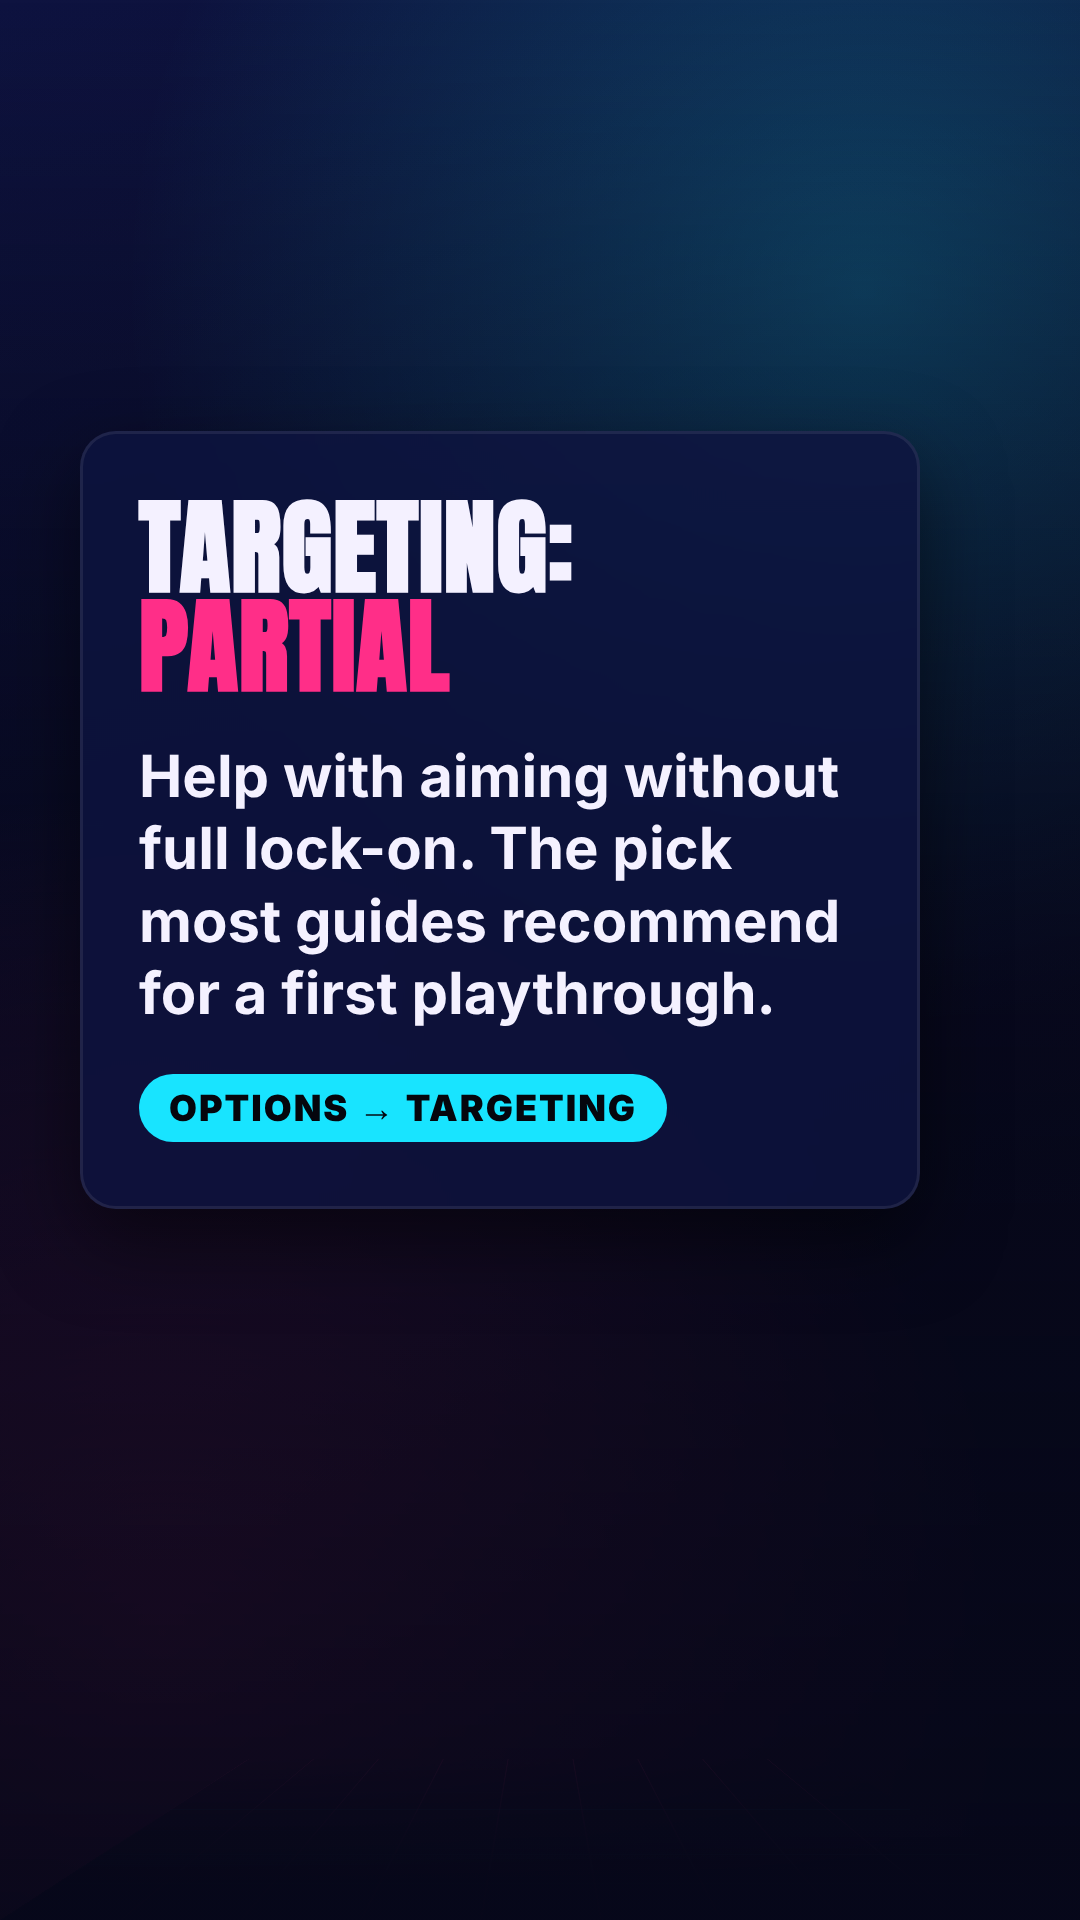 TARGETING:
PARTIAL
Help with aiming without
full lock-on. The pick
most guides recommend
for a first playthrough.
OPTIONS → TARGETING